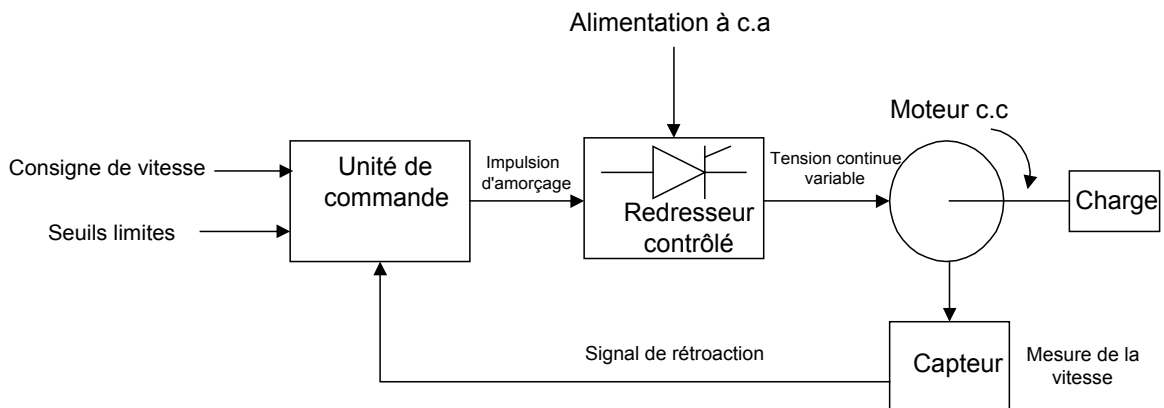 Alimentation à c.a
Moteur c.c
Consigne de vitesse
Seuils limites
Unité de
commande
Impulsion
d'amorçage
Redresseur
contrôlé
Tension continue
variable
Charge
Signal de rétroaction
Capteur
Mesure de la
vitesse